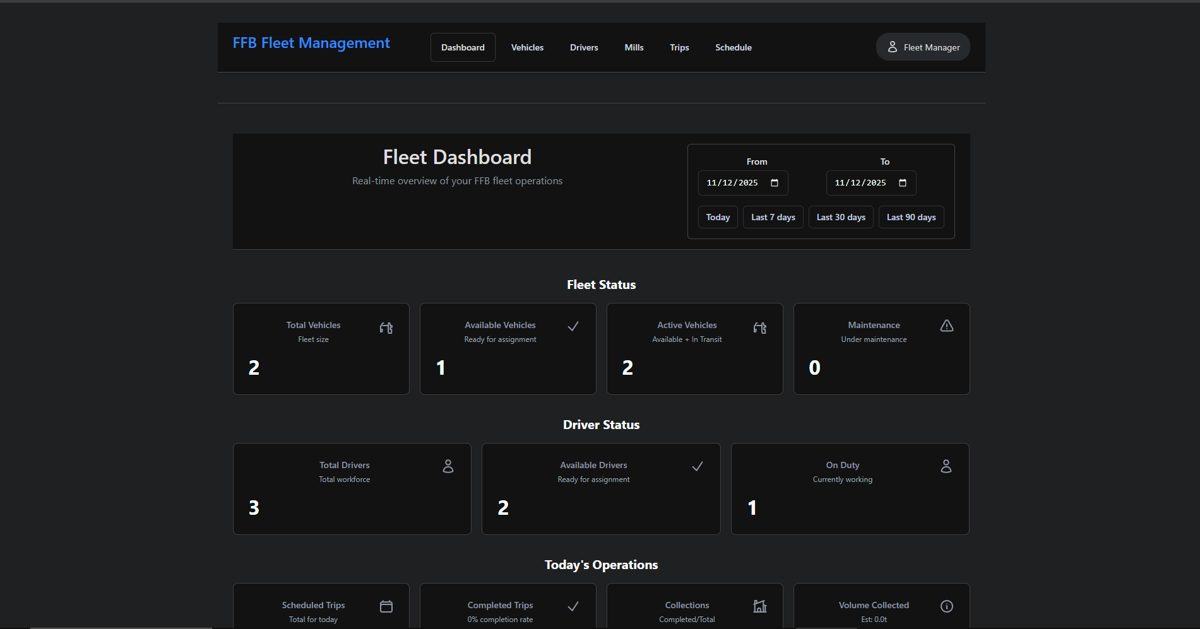 FFB Fleet Management
Dashboard Vehicles Drivers Mills Trips Schedule
Fleet Manager
Fleet Dashboard
Real-time overview of your FFB fleet operations
From To
11/12/2025 11/12/2025
Today Last 7 days Last 30 days Last 90 days
Fleet Status
Total Vehicles
Fleet size
2
Available Vehicles
Ready for assignment
1
Active Vehicles
Available + In Transit
2
Maintenance
Under maintenance
0
Driver Status
Total Drivers
Total workforce
3
Available Drivers
Ready for assignment
2
On Duty
Currently working
1
Today's Operations
Scheduled Trips
Total for today
Completed Trips
0% completion rate
Collections
Completed/Total
Volume Collected
Est: 0.0t